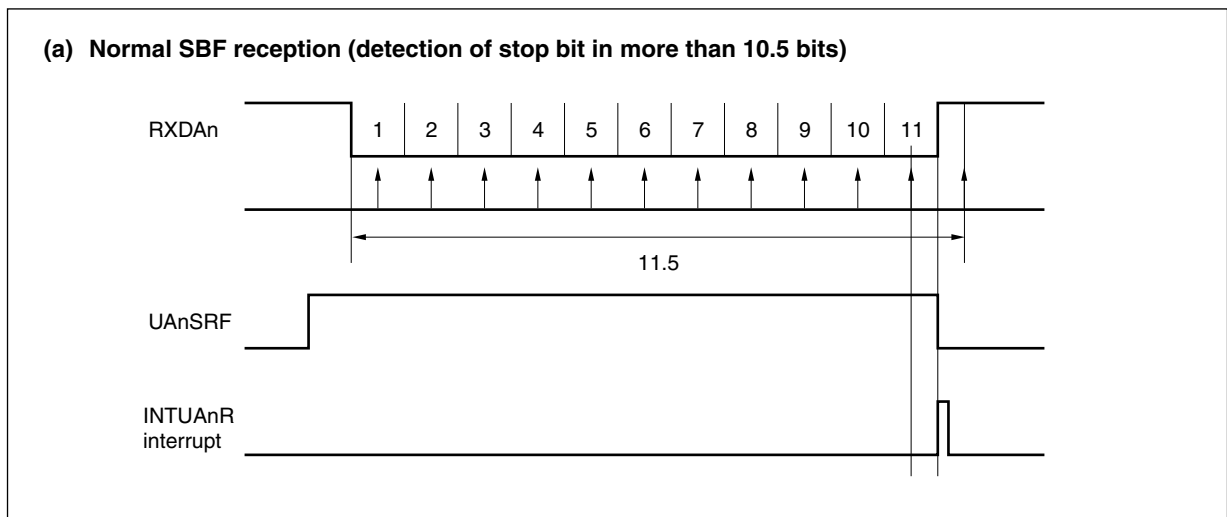 (a) Normal SBF reception (detection of stop bit in more than 10.5 bits)
RXDAn
1 2 3 4 5 6 7 8 9 10 11
11.5
UAnSRF
INTUAnR
interrupt